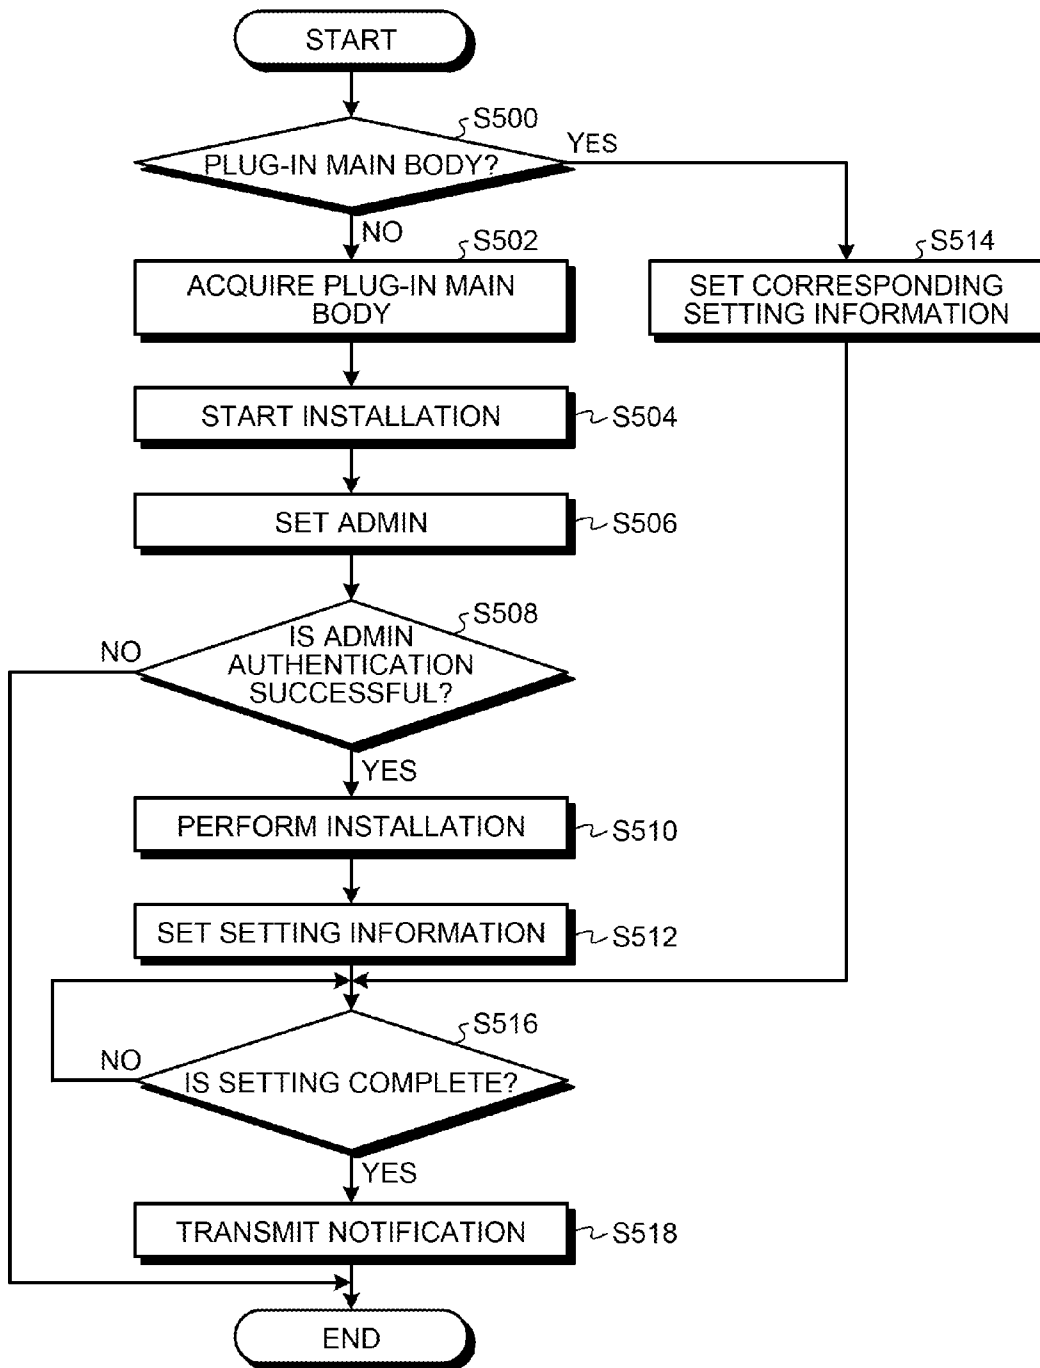 START
S500
PLUG-IN MAIN BODY?
YES
NO
S502
ACQUIRE PLUG-IN MAIN
BODY
S514
SET CORRESPONDING
SETTING INFORMATION
START INSTALLATION
S504
SET ADMIN
S506
S508
IS ADMIN
AUTHENTICATION
SUCCESSFUL?
NO
YES
PERFORM INSTALLATION
S510
SET SETTING INFORMATION
S512
S516
NO
IS SETTING COMPLETE?
YES
TRANSMIT NOTIFICATION
S518
END